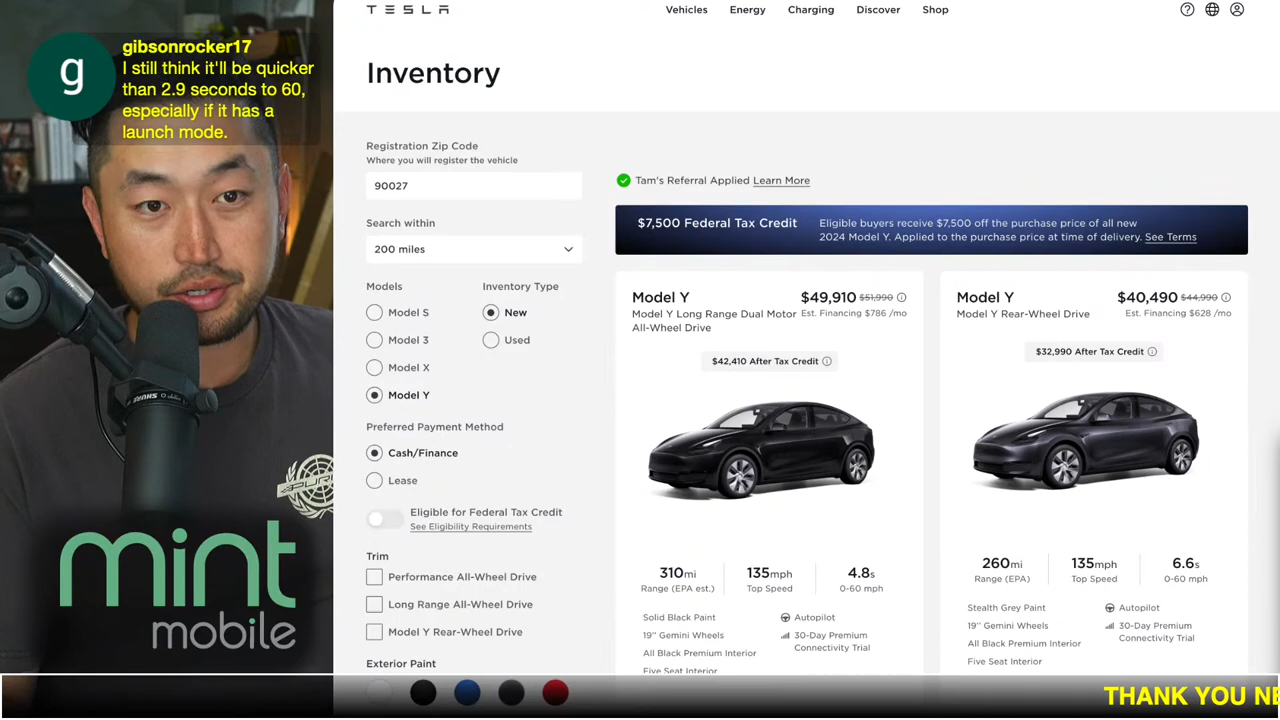 TESLA
Vehicles
Energy
Charging
Discover
Shop
g
gibsonrocker17
I still think it'll be quicker
than 2.9 seconds to 60,
especially if it has a
launch mode.
Inventory
Registration Zip Code
Where you will register the vehicle
90027
Search within
200 miles
Models
Model S
Model 3
Model X
Model Y
Inventory Type
New
Used
Preferred Payment Method
Cash/Finance
Lease
Eligible for Federal Tax Credit
See Eligibility Requirements
Trim
Performance All-Wheel Drive
Long Range All-Wheel Drive
Model Y Rear-Wheel Drive
Exterior Paint
Tam's Referral Applied Learn More
$7,500 Federal Tax Credit
Eligible buyers receive $7,500 off the purchase price of all new
2024 Model Y. Applied to the purchase price at time of delivery. See Terms
Model Y
$49,910 $51,990
Model Y Long Range Dual Motor
All-Wheel Drive
Est. Financing $786 /mo
$42,410 After Tax Credit
310mi
Range (EPA est.)
135mph
Top Speed
4.8s
0-60 mph
Solid Black Paint
19'' Gemini Wheels
All Black Premium Interior
Five Seat Interior
Autopilot
30-Day Premium
Connectivity Trial
Model Y
$40,490 $44,990
Model Y Rear-Wheel Drive
Est. Financing $628 /mo
$32,990 After Tax Credit
260mi
Range (EPA)
135mph
Top Speed
6.6s
0-60 mph
Stealth Grey Paint
19'' Gemini Wheels
All Black Premium Interior
Five Seat Interior
Autopilot
30-Day Premium
Connectivity Trial
SHURE
mint
mobile
THANK YOU NE